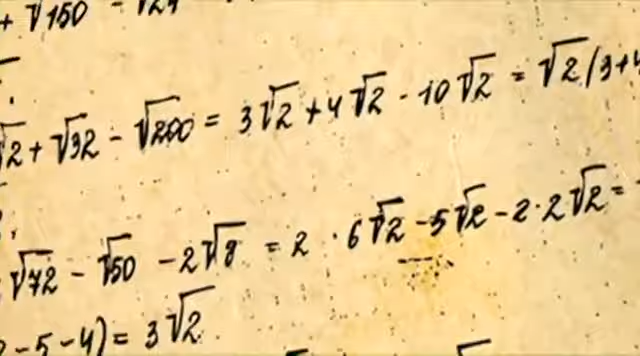 + √150 - √24
√2 + √32 - √200 = 3√2 + 4√2 - 10√2 = √2 (3+4
√72 - √50 - 2√8 = 2 · 6√2 - 5√2 - 2·2√2 =
- 5 - 4) = 3√2